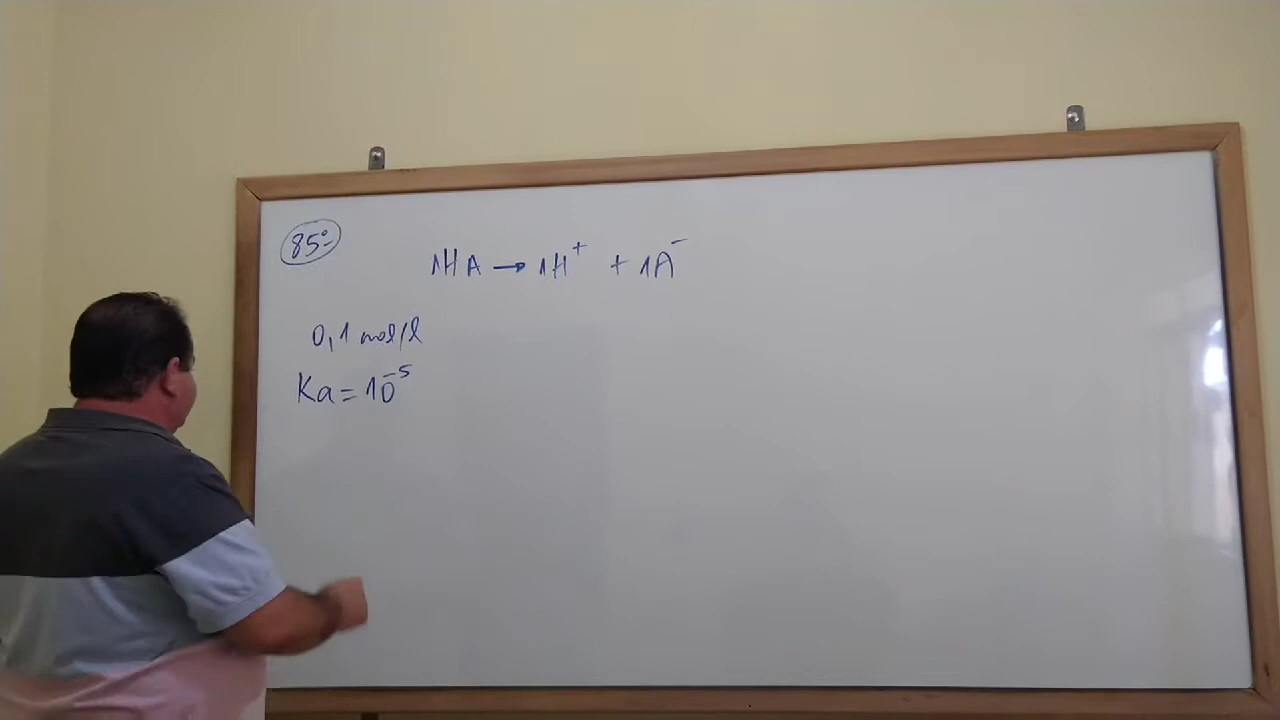 85º-
1HA → 1H⁺ + 1A⁻
0,1 mol/l
Ka = 10⁻⁵